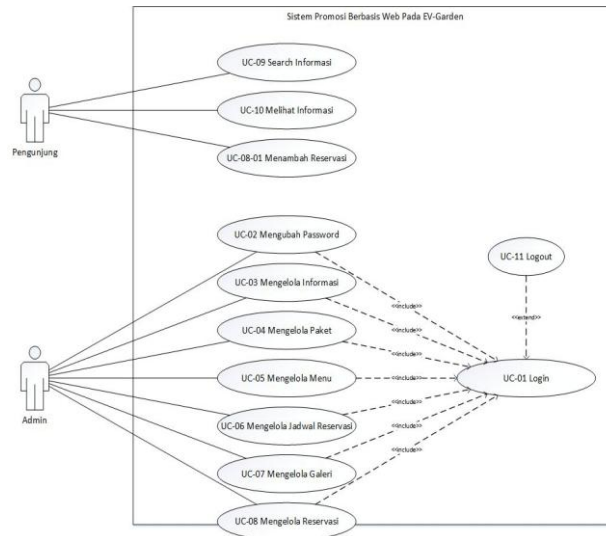 Sistem Promosi Berbasis Web Pada EV-Garden
UC-09 Search Informasi
UC-10 Melihat Informasi
Pengunjung
UC-08-01 Menambah Reservasi
UC-02 Mengubah Password
UC-11 Logout
UC-03 Mengelola Informasi
<<include>>
<<extend>>
UC-04 Mengelola Paket
<<include>>
<<include>>
UC-05 Mengelola Menu
<<include>>
UC-01 Login
Admin
UC-06 Mengelola Jadwal Reservasi
<<include>>
<<include>>
UC-07 Mengelola Galeri
<<include>>
UC-08 Mengelola Reservasi